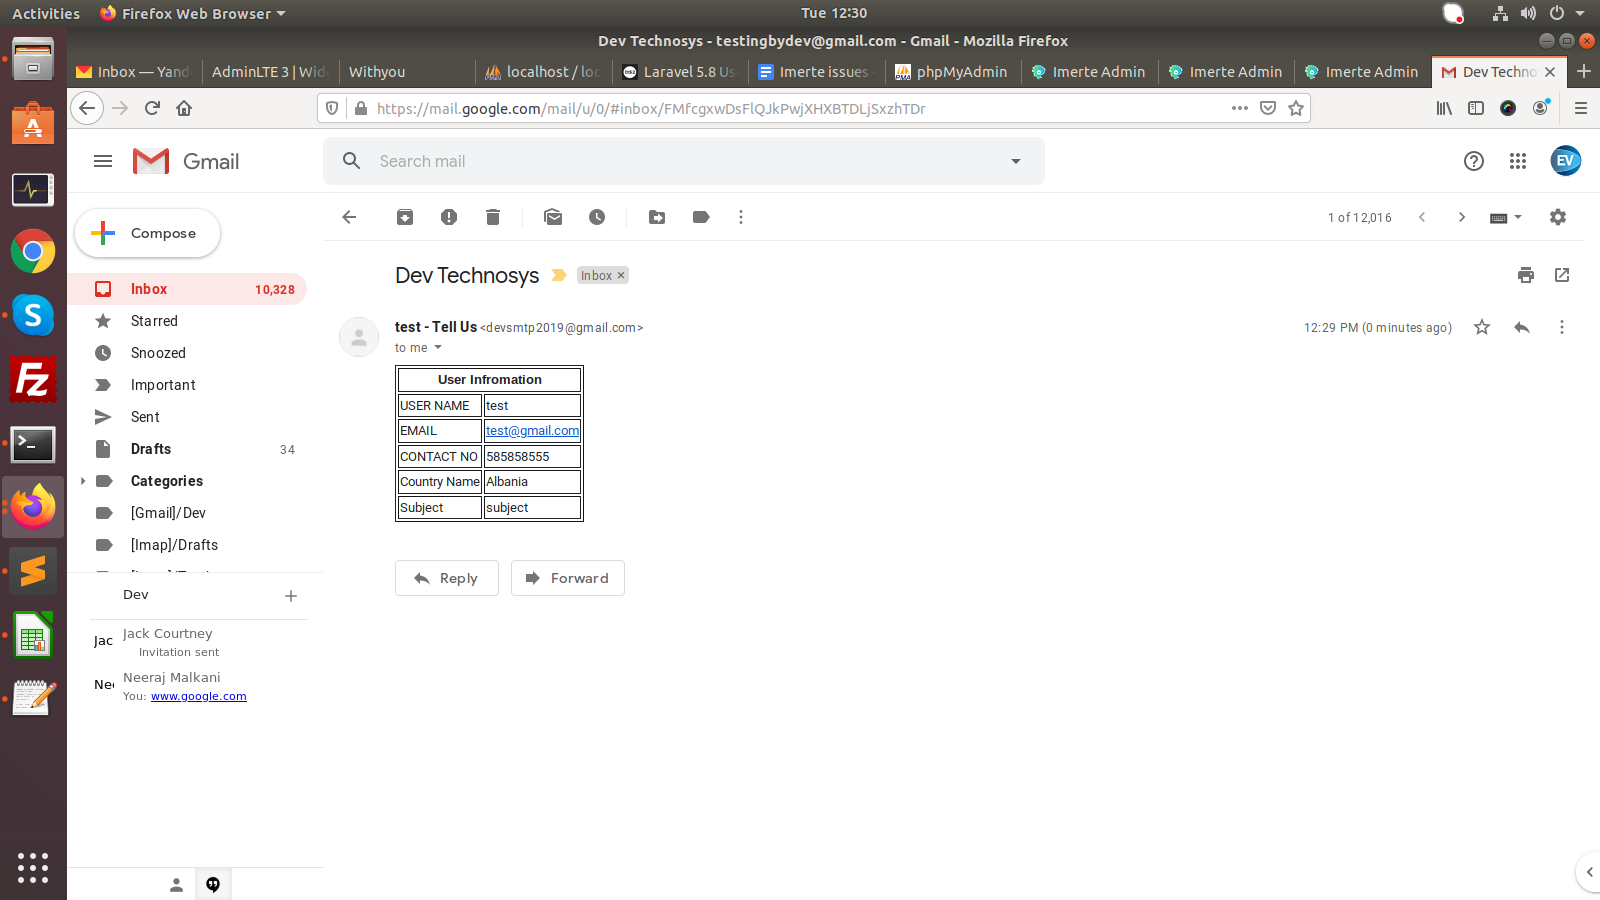 Activities
Firefox Web Browser
Tue 12:30
Dev Technosys - testingbydev@gmail.com - Gmail - Mozilla Firefox
Inbox — Yand
AdminLTE 3 | Wid
Withyou
localhost / loc
Laravel 5.8 Us
Imerte issues
phpMyAdmin
Imerte Admin
Imerte Admin
Imerte Admin
Dev Techno
https://mail.google.com/mail/u/0/#inbox/FMfcgxwDsFlQJkPwjXHXBTDLjSxzhTDr
Gmail
Search mail
EV
Compose
1 of 12,016
Inbox 10,328
Starred
Snoozed
Important
Sent
Drafts 34
Categories
[Gmail]/Dev
[Imap]/Drafts
Dev
Jac
Jack Courtney
Invitation sent
Nee
Neeraj Malkani
You: www.google.com
Dev Technosys
Inbox
test - Tell Us <devsmtp2019@gmail.com>
12:29 PM (0 minutes ago)
to me
User Infromation
USER NAME test
EMAIL test@gmail.com
CONTACT NO 585858555
Country Name Albania
Subject subject
Reply
Forward